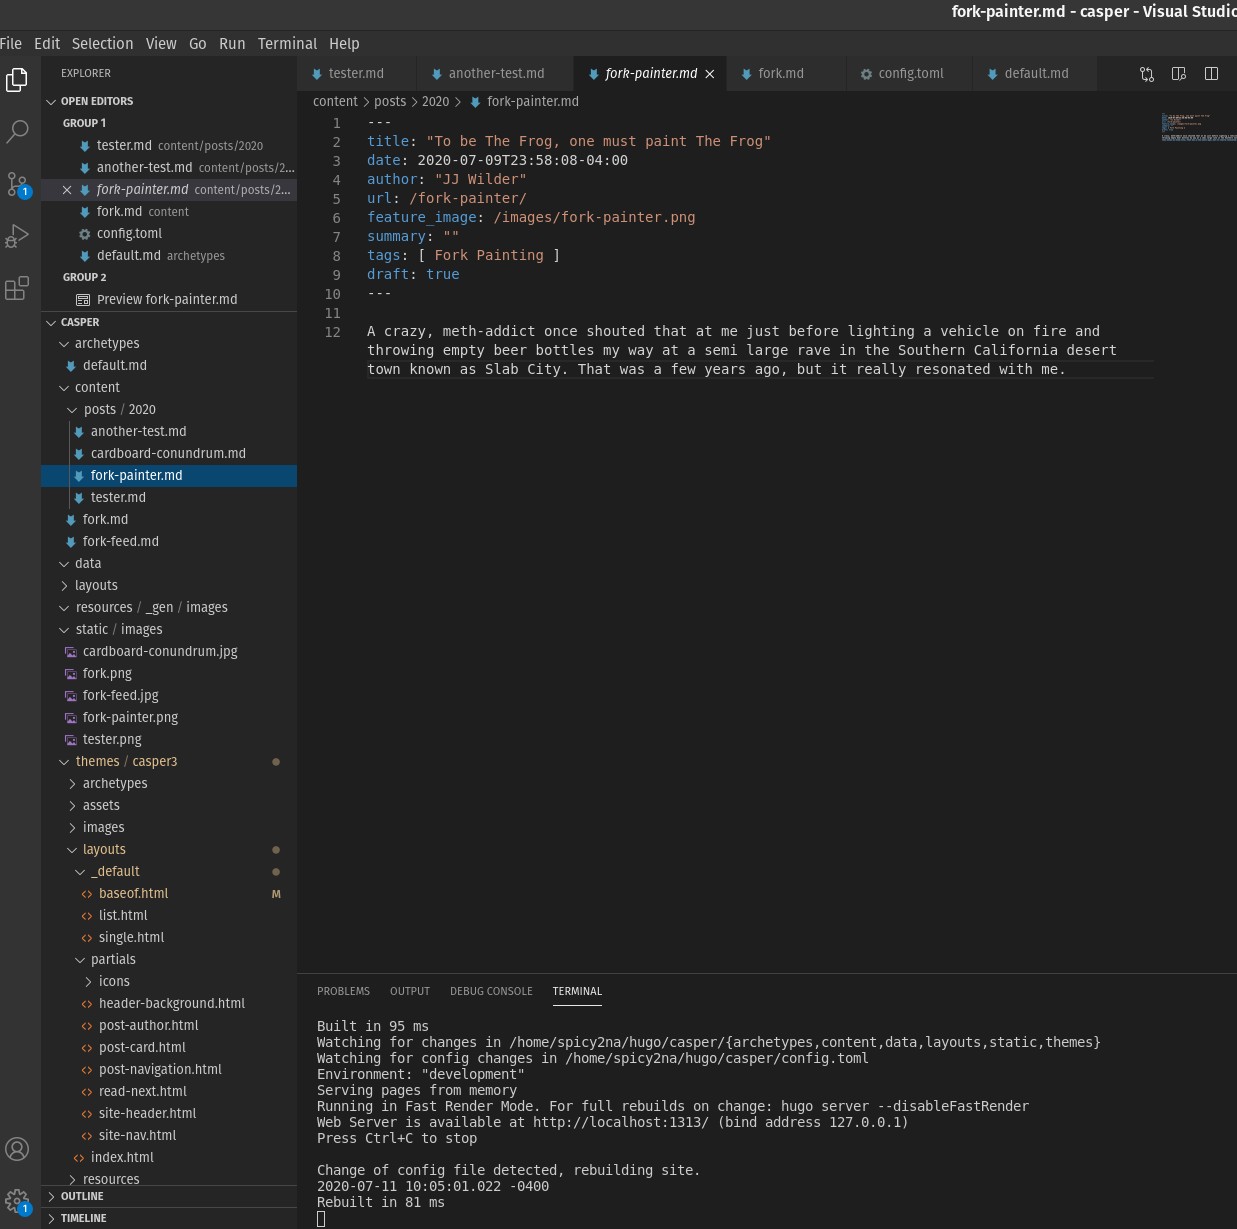 fork-painter.md - casper - Visual Studio
File Edit Selection View Go Run Terminal Help
EXPLORER
OPEN EDITORS
GROUP 1
tester.md content/posts/2020
another-test.md content/posts/2...
fork-painter.md content/posts/2...
fork.md content
config.toml
default.md archetypes
GROUP 2
Preview fork-painter.md
CASPER
archetypes
default.md
content
posts / 2020
another-test.md
cardboard-conundrum.md
fork-painter.md
tester.md
fork.md
fork-feed.md
data
layouts
resources / _gen / images
static / images
cardboard-conundrum.jpg
fork.png
fork-feed.jpg
fork-painter.png
tester.png
themes / casper3
archetypes
assets
images
layouts
_default
baseof.html M
list.html
single.html
partials
icons
header-background.html
post-author.html
post-card.html
post-navigation.html
read-next.html
site-header.html
site-nav.html
index.html
resources
OUTLINE
TIMELINE
1
1
tester.md another-test.md fork-painter.md fork.md config.toml default.md
content > posts > 2020 > fork-painter.md
1 ---
2 title: "To be The Frog, one must paint The Frog"
3 date: 2020-07-09T23:58:08-04:00
4 author: "JJ Wilder"
5 url: /fork-painter/
6 feature_image: /images/fork-painter.png
7 summary: ""
8 tags: [ Fork Painting ]
9 draft: true
10 ---
11
12 A crazy, meth-addict once shouted that at me just before lighting a vehicle on fire and
throwing empty beer bottles my way at a semi large rave in the Southern California desert
town known as Slab City. That was a few years ago, but it really resonated with me.
PROBLEMS OUTPUT DEBUG CONSOLE TERMINAL
Built in 95 ms
Watching for changes in /home/spicy2na/hugo/casper/{archetypes,content,data,layouts,static,themes}
Watching for config changes in /home/spicy2na/hugo/casper/config.toml
Environment: "development"
Serving pages from memory
Running in Fast Render Mode. For full rebuilds on change: hugo server --disableFastRender
Web Server is available at http://localhost:1313/ (bind address 127.0.0.1)
Press Ctrl+C to stop
Change of config file detected, rebuilding site.
2020-07-11 10:05:01.022 -0400
Rebuilt in 81 ms